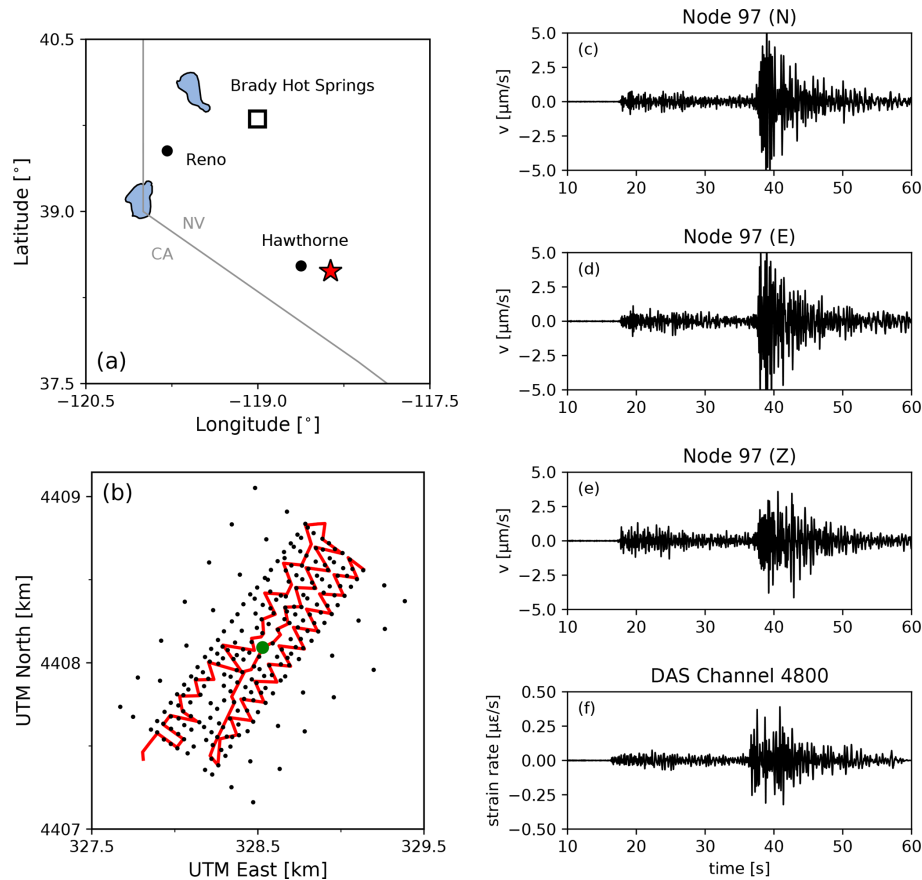 40.5
39.0
37.5
Latitude [°]
Brady Hot Springs
Reno
NV
CA
Hawthorne
(a)
−120.5
−119.0
−117.5
Longitude [°]
(b)
4409
4408
4407
UTM North [km]
327.5
328.5
329.5
UTM East [km]
Node 97 (N)
(c)
5.0
2.5
0.0
−2.5
−5.0
v [μm/s]
10 20 30 40 50 60
Node 97 (E)
(d)
5.0
2.5
0.0
−2.5
−5.0
v [μm/s]
10 20 30 40 50 60
Node 97 (Z)
(e)
5.0
2.5
0.0
−2.5
−5.0
v [μm/s]
10 20 30 40 50 60
DAS Channel 4800
(f)
0.50
0.25
0.00
−0.25
−0.50
strain rate [με/s]
10 20 30 40 50 60
time [s]